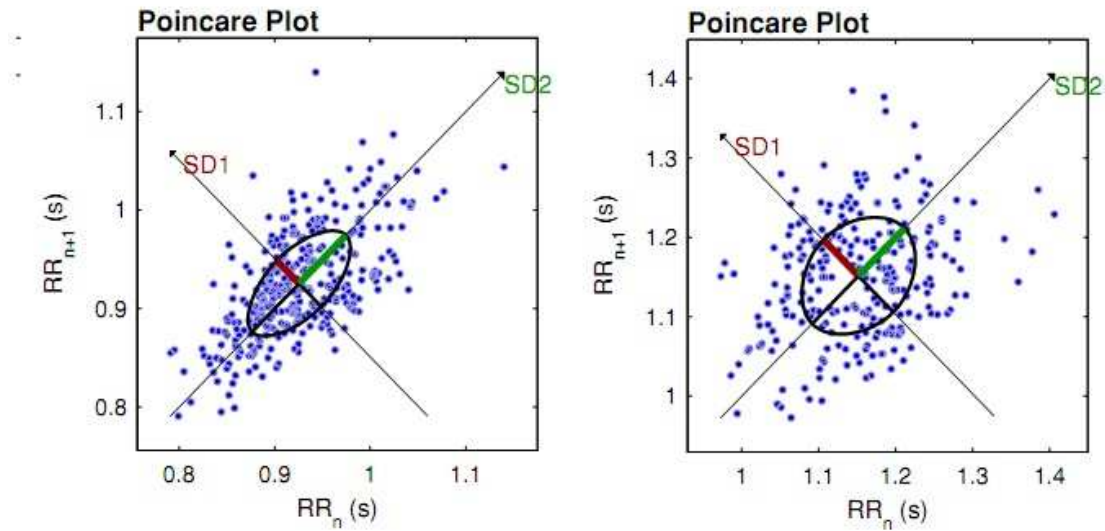 Poincare Plot
SD2
SD1
1.1
1
0.9
0.8
RRn+1 (s)
0.8 0.9 1 1.1
RRn (s)
Poincare Plot
SD2
SD1
1.4
1.3
1.2
1.1
1
RRn+1 (s)
1 1.1 1.2 1.3 1.4
RRn (s)